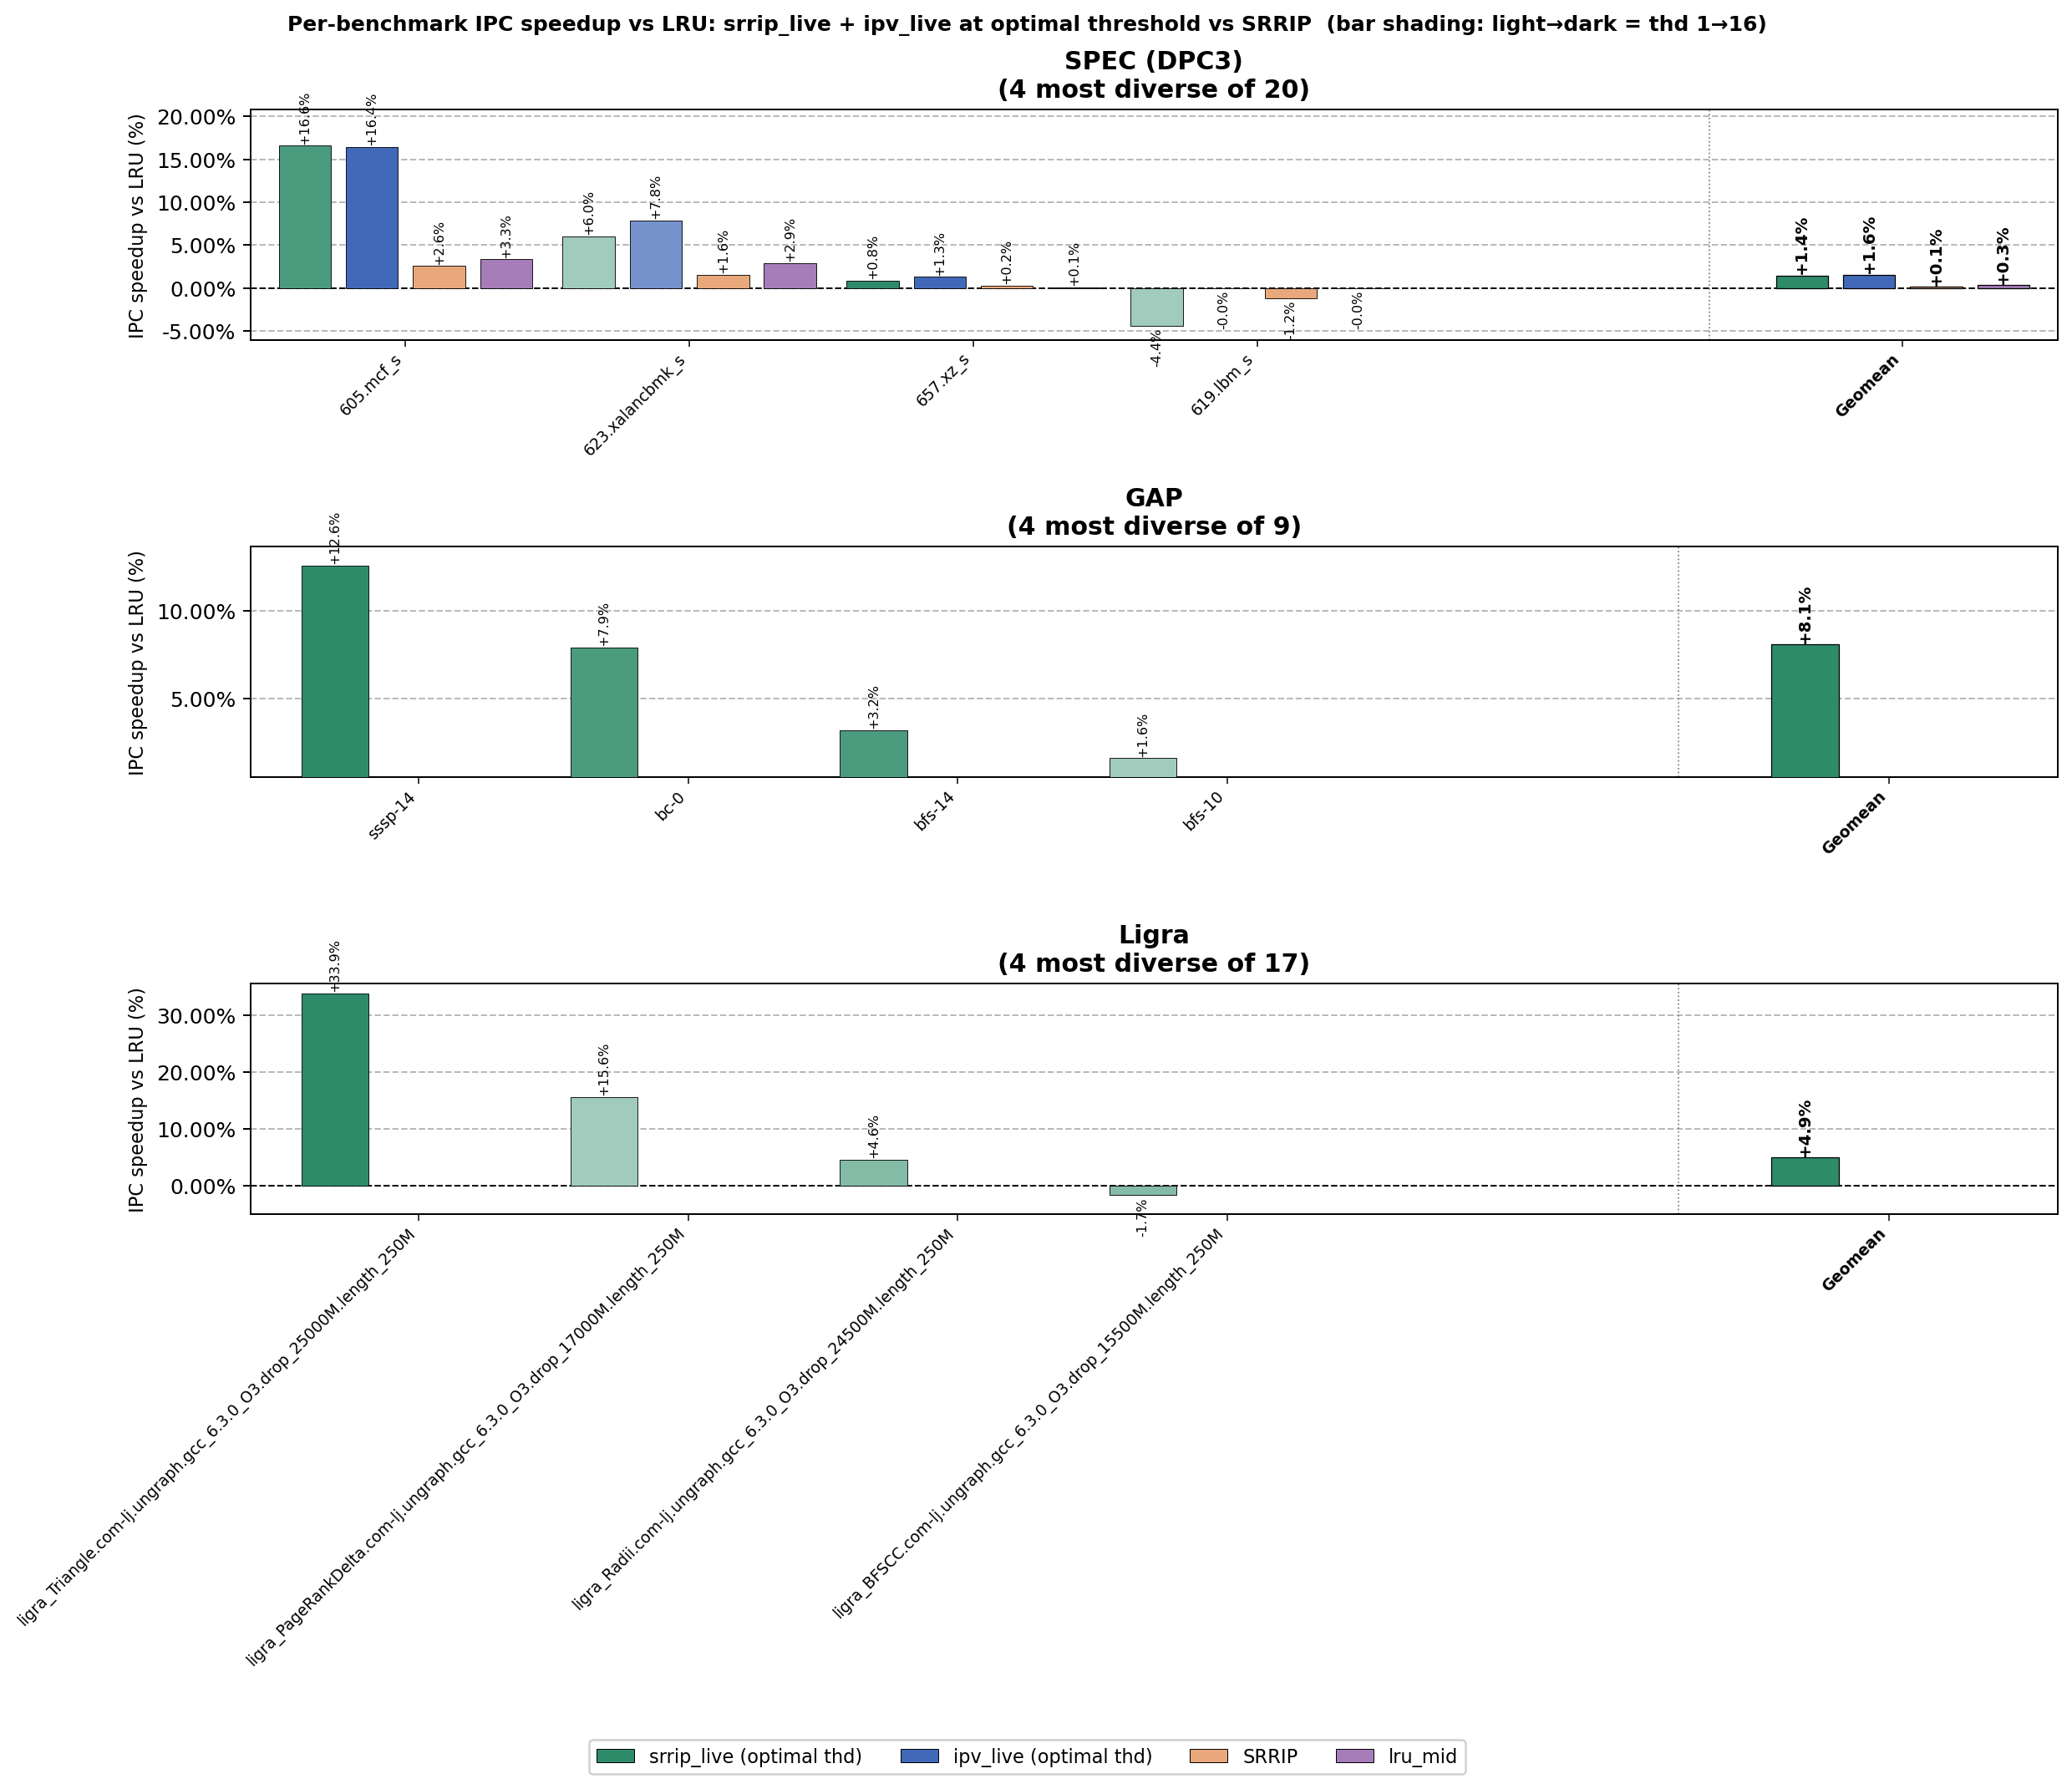 Per-benchmark IPC speedup vs LRU: srrip_live + ipv_live at optimal threshold vs SRRIP (bar shading: light→dark = thd 1→16)
SPEC (DPC3)
(4 most diverse of 20)
IPC speedup vs LRU (%)
20.00%
15.00%
10.00%
5.00%
0.00%
-5.00%
+16.6%
+16.4%
+2.6%
+3.3%
+6.0%
+7.8%
+1.6%
+2.9%
+0.8%
+1.3%
+0.2%
+0.1%
-4.4%
-0.0%
-1.2%
-0.0%
+1.4%
+1.6%
+0.1%
+0.3%
605.mcf_s
623.xalancbmk_s
657.xz_s
619.lbm_s
Geomean
GAP
(4 most diverse of 9)
IPC speedup vs LRU (%)
10.00%
5.00%
+12.6%
+7.9%
+3.2%
+1.6%
+8.1%
sssp-14
bc-0
bfs-14
bfs-10
Geomean
Ligra
(4 most diverse of 17)
IPC speedup vs LRU (%)
30.00%
20.00%
10.00%
0.00%
+33.9%
+15.6%
+4.6%
-1.7%
+4.9%
ligra_Triangle.com-lj.ungraph.gcc_6.3.0_O3.drop_25000M.length_250M
ligra_PageRankDelta.com-lj.ungraph.gcc_6.3.0_O3.drop_17000M.length_250M
ligra_Radii.com-lj.ungraph.gcc_6.3.0_O3.drop_24500M.length_250M
ligra_BFSCC.com-lj.ungraph.gcc_6.3.0_O3.drop_15500M.length_250M
Geomean
srrip_live (optimal thd)
ipv_live (optimal thd)
SRRIP
lru_mid